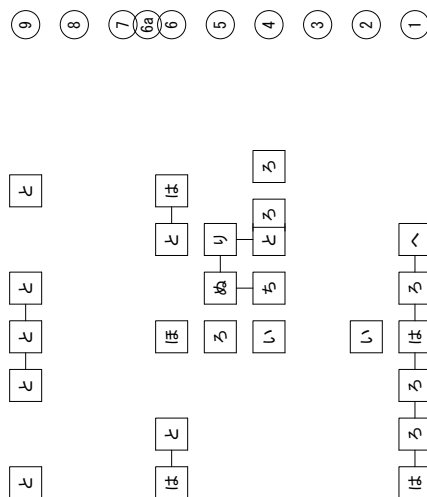 9 8 7 6a 6 5 4 3 2 1
ろ
と は
ろ
と り と へ
と ぬ ち ろ
と ほ ろ い い は
と ろ
と ろ
と は は